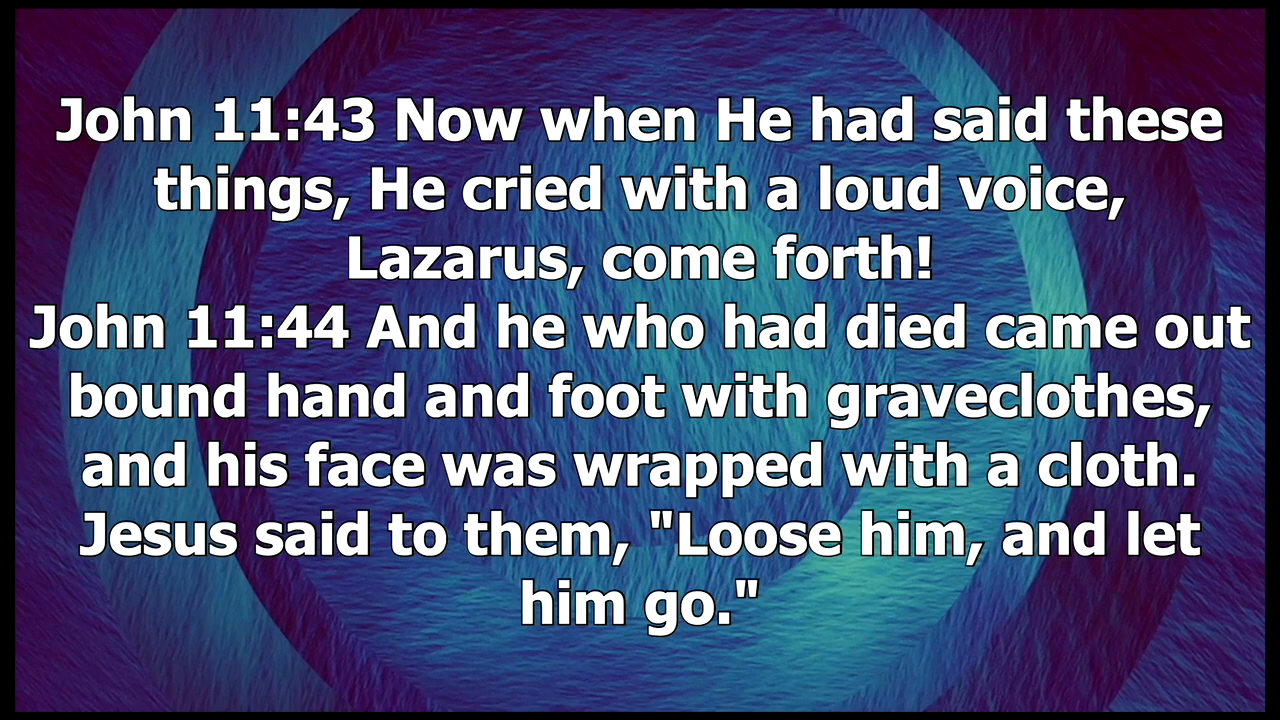 John 11:43 Now when He had said these
things, He cried with a loud voice,
Lazarus, come forth!
John 11:44 And he who had died came out
bound hand and foot with graveclothes,
and his face was wrapped with a cloth.
Jesus said to them, "Loose him, and let
him go."